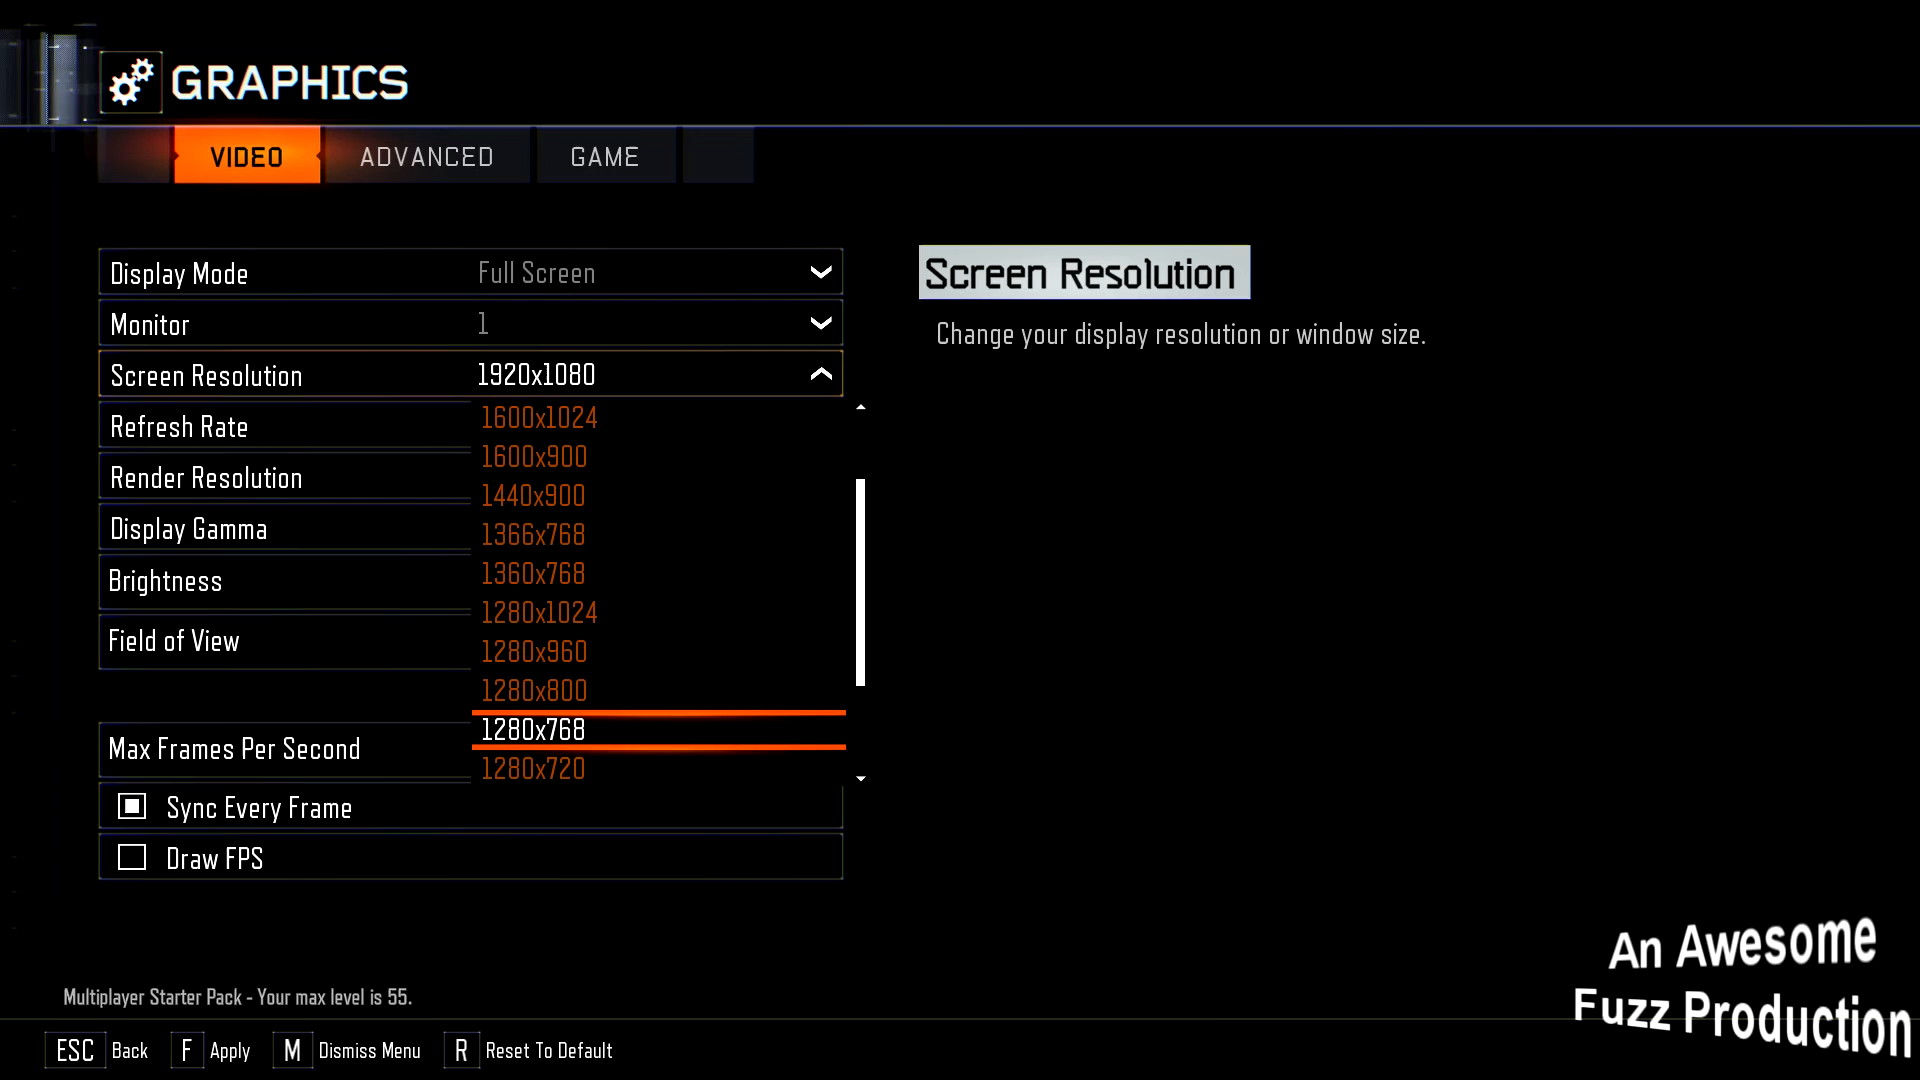 GRAPHICS
VIDEO ADVANCED GAME
Display Mode Full Screen
Monitor 1
Screen Resolution 1920x1080
1600x1024
Refresh Rate
1600x900
Render Resolution
1440x900
Display Gamma
1366x768
Brightness
1360x768
1280x1024
Field of View
1280x960
1280x800
1280x768
Max Frames Per Second
1280x720
Sync Every Frame
Draw FPS
Screen Resolution
Change your display resolution or window size.
An Awesome
Fuzz Production
Multiplayer Starter Pack - Your max level is 55.
ESC Back F Apply M Dismiss Menu R Reset To Default